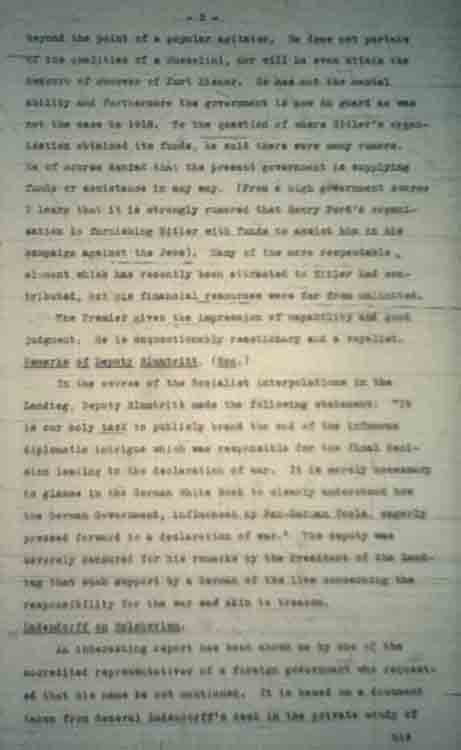 - 2 -
beyond the point of a popular agitator. He does not partake
of the qualities of a Mussolini, nor will he even attain the
measure of success of Kurt Eisner. He has not the mental
ability and furthermore the government is now on guard as was
not the case in 1918. To the question of where Hitler's organ-
ization obtained its funds, he said there were many rumors.
He of course denied that the present government is supplying
funds or assistance in any way. (From a high government source
I learn that it is strongly rumored that Henry Ford's organi-
zation is furnishing Hitler with funds to assist him in his
campaign against the Jews). Many of the more respectable
element which has recently been attracted to Hitler had con-
tributed, but his financial resources were far from unlimited.
The Premier gives the impression of capability and good
judgment. He is unquestionably reactionary and a royalist.
Remarks of Deputy
In the course of the Socialist interpolations in the
Landtag, Deputy made the following statement: "It
is our only task to publicly brand the end of the infamous
diplomatic intrigue which was responsible for the final deci-
sion leading to the declaration of war. It is merely necessary
to glance in the German White Book to clearly understand how
the German Government, influenced by Pan-German Tools, eagerly
pressed forward to a declaration of war." The deputy was
severely censured for his remarks by the President of the Land-
tag that such support by a German of the lies concerning the
responsibility for the war was akin to treason.
Ludendorff on Bolshevism.
An interesting report has been shown me by one of the
accredited representatives of a foreign government who request-
ed that his name be not mentioned. It is based on a document
taken from General Ludendorff's desk in the private study of
his